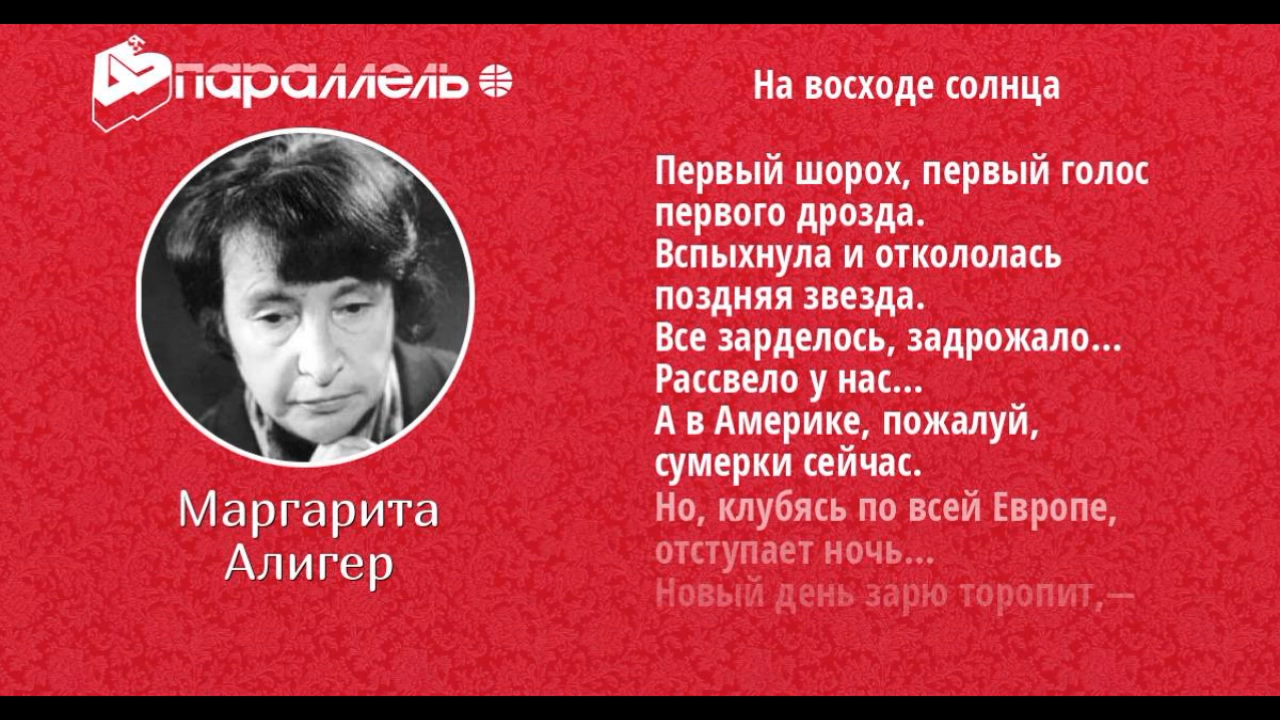 параллель
Маргарита
Алигер
На восходе солнца
Первый шорох, первый голос
первого дрозда.
Вспыхнула и откололась
поздняя звезда.
Все зарделось, задрожало...
Рассвело у нас...
А в Америке, пожалуй,
сумерки сейчас.
Но, клубясь по всей Европе,
отступает ночь...
Новый день зарю торопит,—